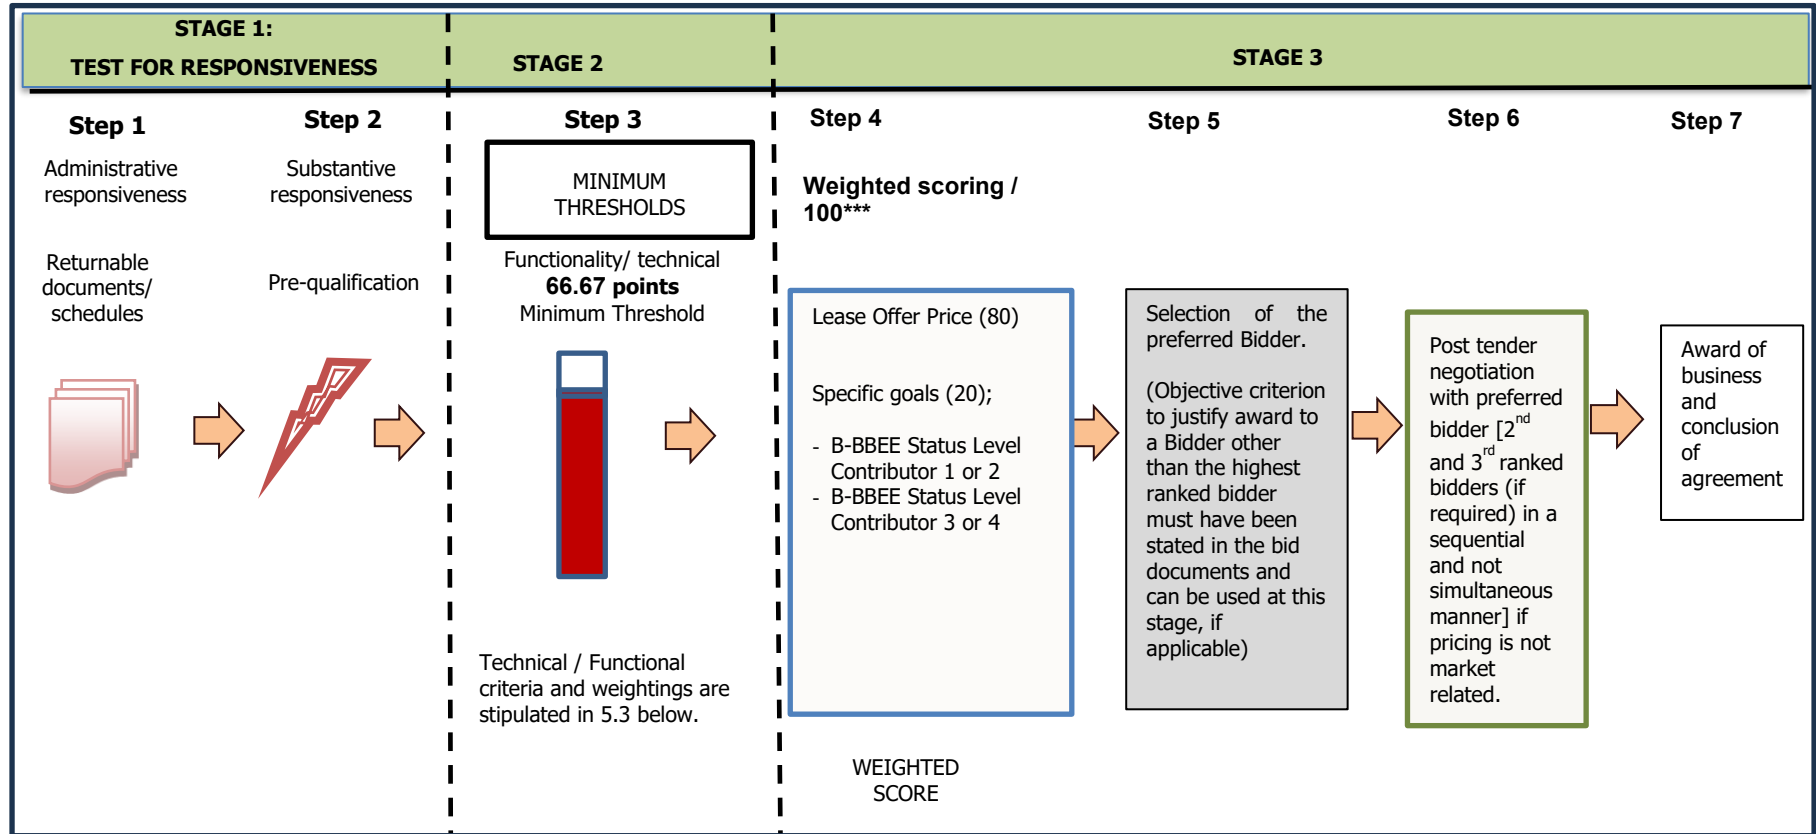 STAGE 1:
TEST FOR RESPONSIVENESS
STAGE 2
STAGE 3
Step 1
Administrative
responsiveness
Returnable
documents/
schedules
Step 2
Substantive
responsiveness
Pre-qualification
Step 3
MINIMUM
THRESHOLDS
Functionality/ technical
66.67 points
Minimum Threshold
Technical / Functional
criteria and weightings are
stipulated in 5.3 below.
Step 4
Weighted scoring /
100***
Lease Offer Price (80)
Specific goals (20);
- B-BBEE Status Level
Contributor 1 or 2
- B-BBEE Status Level
Contributor 3 or 4
WEIGHTED
SCORE
Step 5
Selection of the
preferred Bidder.
(Objective criterion
to justify award to
a Bidder other
than the highest
ranked bidder
must have been
stated in the bid
documents and
can be used at this
stage, if
applicable)
Step 6
Post tender
negotiation
with preferred
bidder [2nd
and 3rd ranked
bidders (if
required) in a
sequential
and not
simultaneous
manner] if
pricing is not
market
related.
Step 7
Award of
business
and
conclusion
of
agreement